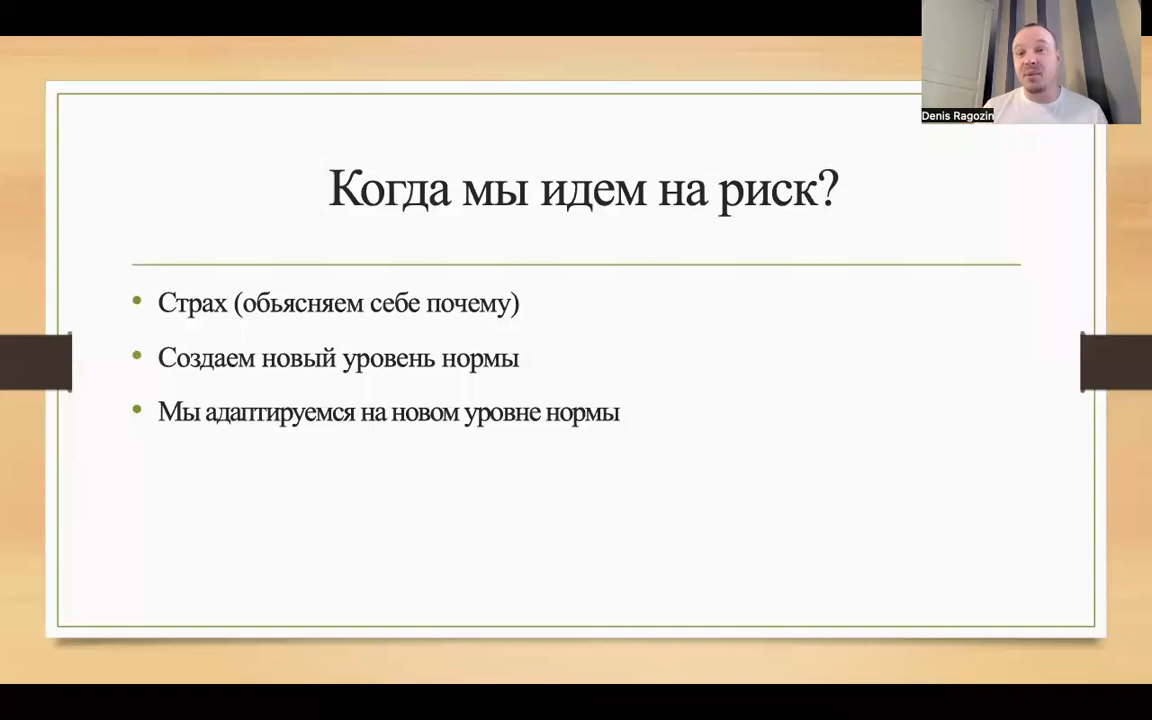 Denis Ragozin
Когда мы идем на риск?
• Страх (обьясняем себе почему)
• Создаем новый уровень нормы
• Мы адаптируемся на новом уровне нормы